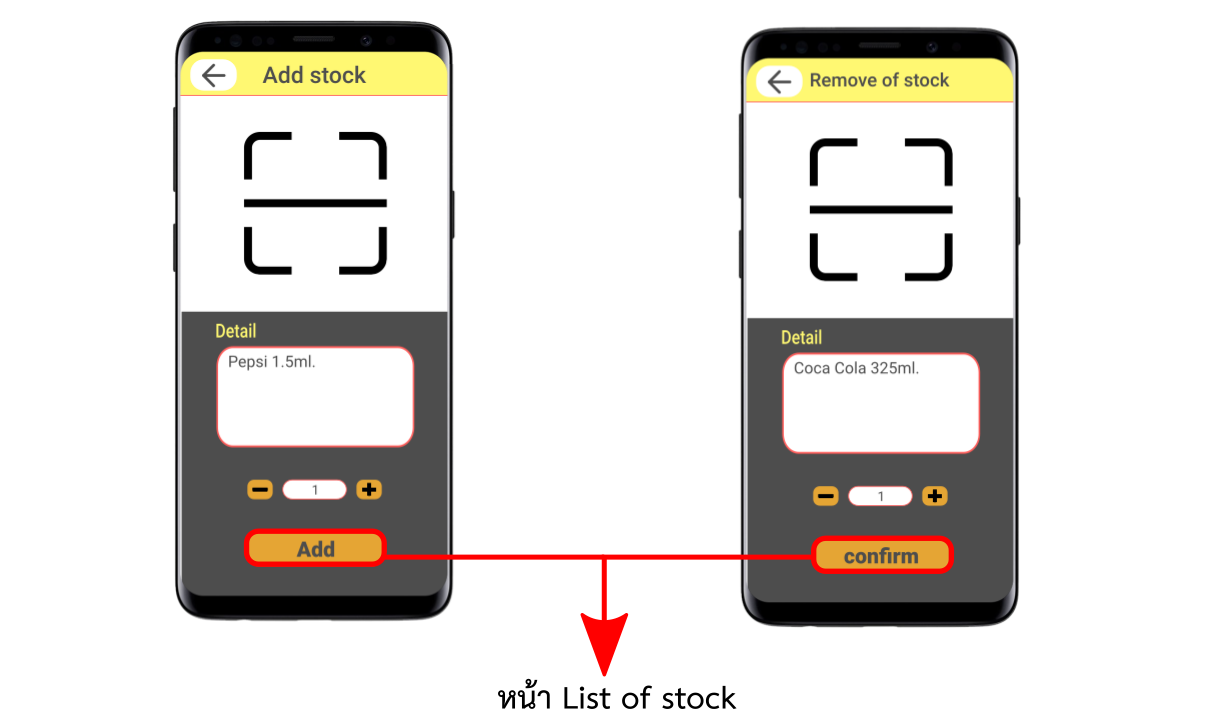 Add stock
Detail
Pepsi 1.5ml.
1
Add
Remove of stock
Detail
Coca Cola 325ml.
1
confirm
หน้า List of stock